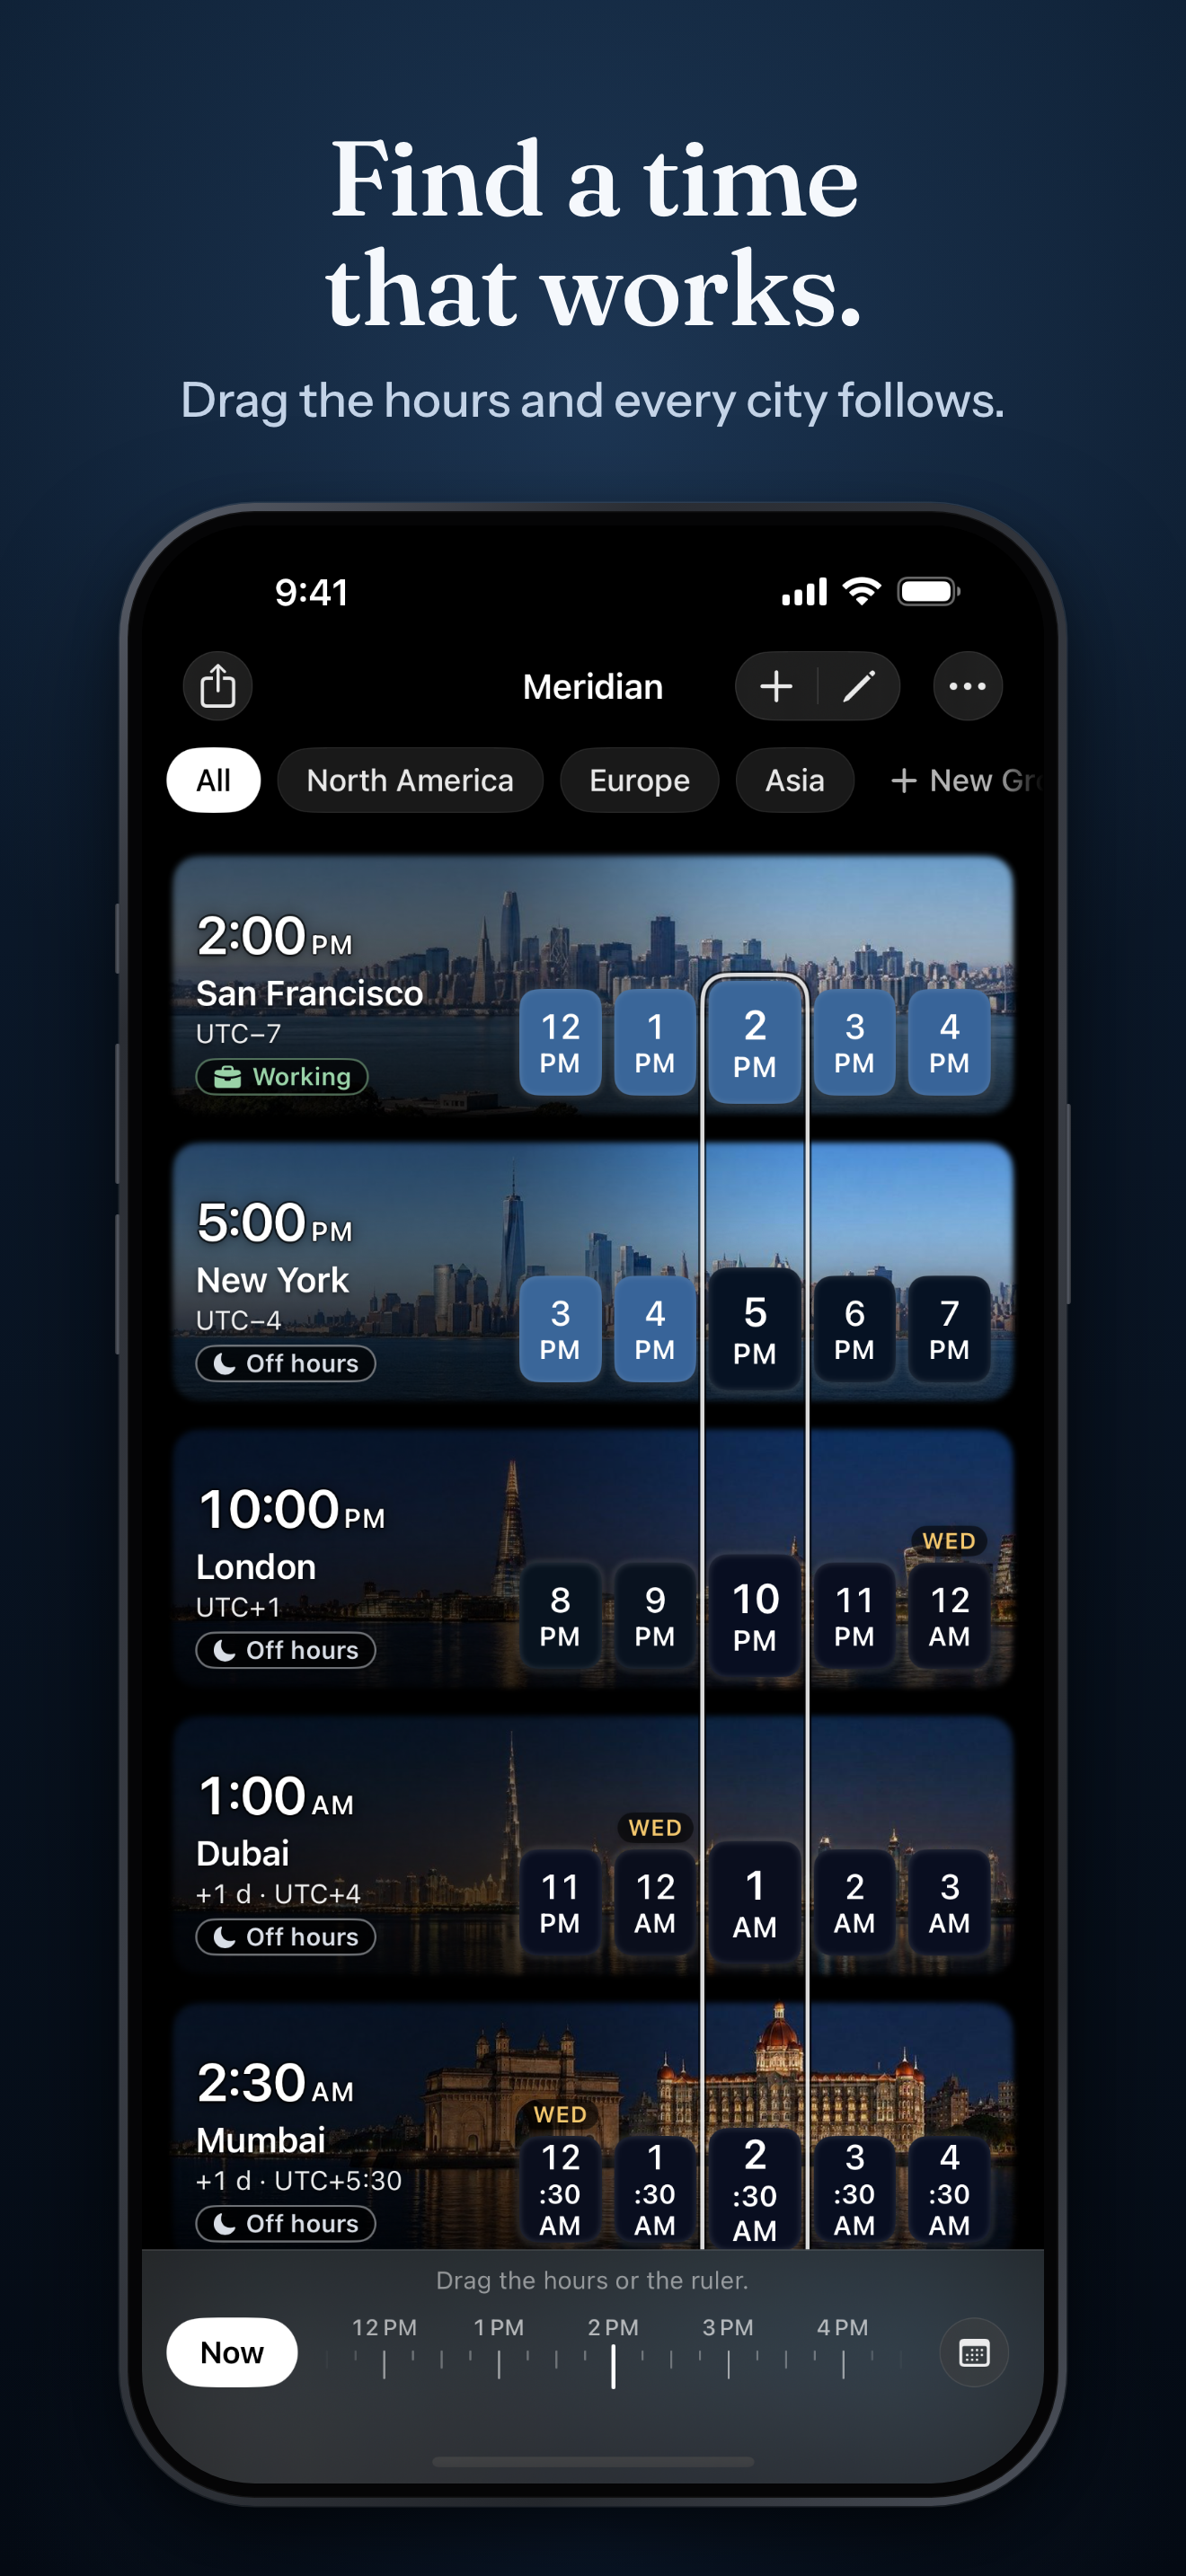 Find a time
that works.
Drag the hours and every city follows.
9:41
Meridian
All North America Europe Asia + New
2:00 PM
San Francisco
UTC−7
Working
12 PM 1 PM 2 PM 3 PM 4 PM
5:00 PM
New York
UTC−4
Off hours
3 PM 4 PM 5 PM 6 PM 7 PM
10:00 PM
London
UTC+1
Off hours
WED
8 PM 9 PM 10 PM 11 PM 12 AM
1:00 AM
Dubai
+1 d · UTC+4
Off hours
WED
11 PM 12 AM 1 AM 2 AM 3 AM
2:30 AM
Mumbai
+1 d · UTC+5:30
Off hours
WED
12 :30 AM 1 :30 AM 2 :30 AM 3 :30 AM 4 :30 AM
Drag the hours or the ruler.
Now
12 PM 1 PM 2 PM 3 PM 4 PM